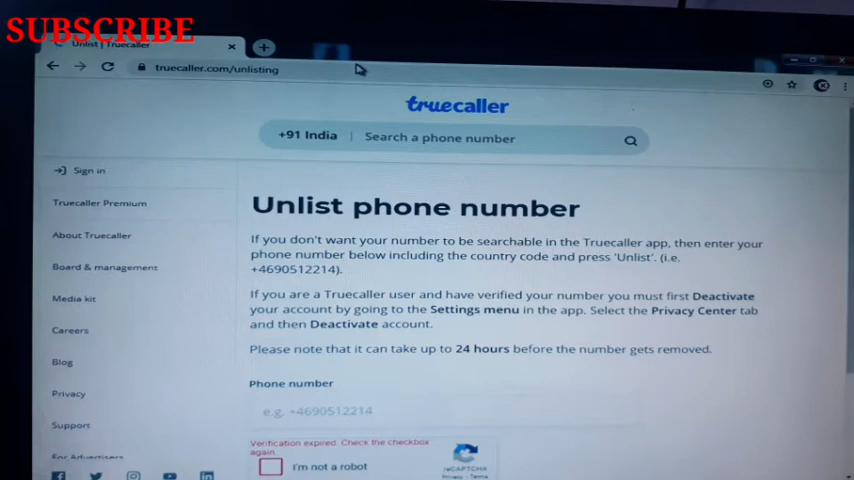 SUBSCRIBE
Unlist | Truecaller
truecaller.com/unlisting
truecaller
+91 India | Search a phone number
Sign in
Truecaller Premium
About Truecaller
Board & management
Media kit
Careers
Blog
Privacy
Support
For Advertisers
Unlist phone number
If you don't want your number to be searchable in the Truecaller app, then enter your
phone number below including the country code and press 'Unlist'. (i.e.
+4690512214).
If you are a Truecaller user and have verified your number you must first Deactivate
your account by going to the Settings menu in the app. Select the Privacy Center tab
and then Deactivate account.
Please note that it can take up to 24 hours before the number gets removed.
Phone number
e.g. +4690512214
Verification expired. Check the checkbox
again.
I'm not a robot
reCAPTCHA
Privacy - Terms